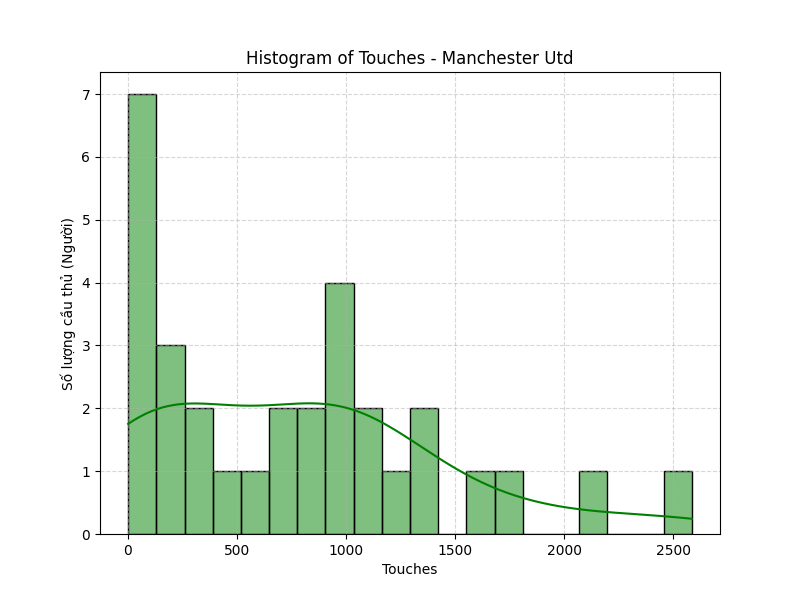 Histogram of Touches - Manchester Utd
7
6
5
4
3
2
1
0
Số lượng cầu thủ (Người)
0 500 1000 1500 2000 2500
Touches